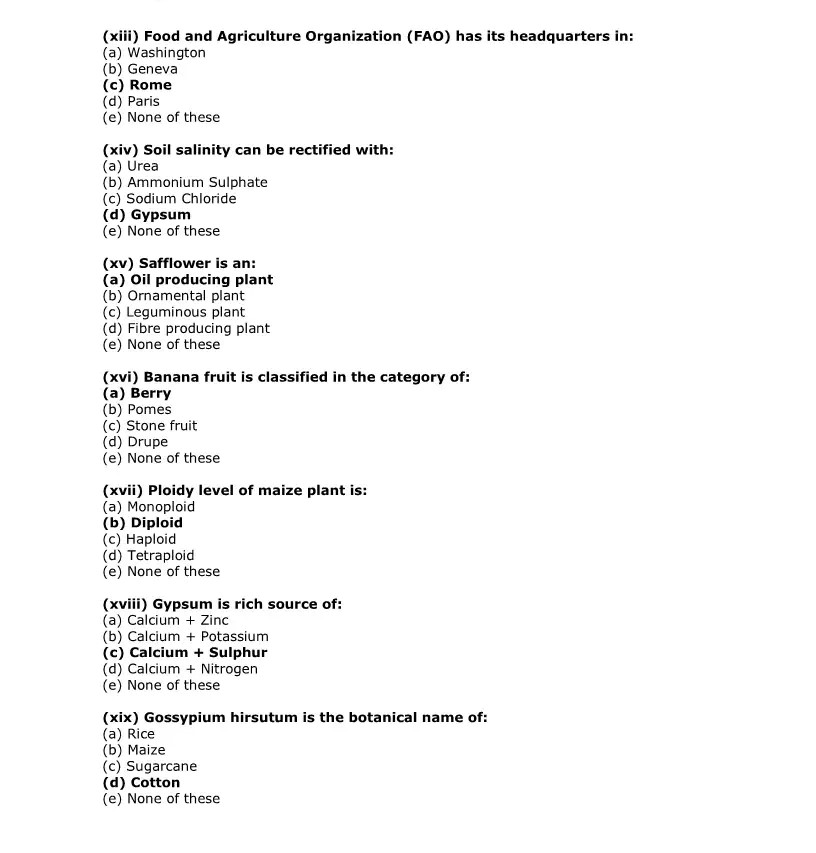 (xiii) Food and Agriculture Organization (FAO) has its headquarters in:
(a) Washington
(b) Geneva
(c) Rome
(d) Paris
(e) None of these
(xiv) Soil salinity can be rectified with:
(a) Urea
(b) Ammonium Sulphate
(c) Sodium Chloride
(d) Gypsum
(e) None of these
(xv) Safflower is an:
(a) Oil producing plant
(b) Ornamental plant
(c) Leguminous plant
(d) Fibre producing plant
(e) None of these
(xvi) Banana fruit is classified in the category of:
(a) Berry
(b) Pomes
(c) Stone fruit
(d) Drupe
(e) None of these
(xvii) Ploidy level of maize plant is:
(a) Monoploid
(b) Diploid
(c) Haploid
(d) Tetraploid
(e) None of these
(xviii) Gypsum is rich source of:
(a) Calcium + Zinc
(b) Calcium + Potassium
(c) Calcium + Sulphur
(d) Calcium + Nitrogen
(e) None of these
(xix) Gossypium hirsutum is the botanical name of:
(a) Rice
(b) Maize
(c) Sugarcane
(d) Cotton
(e) None of these